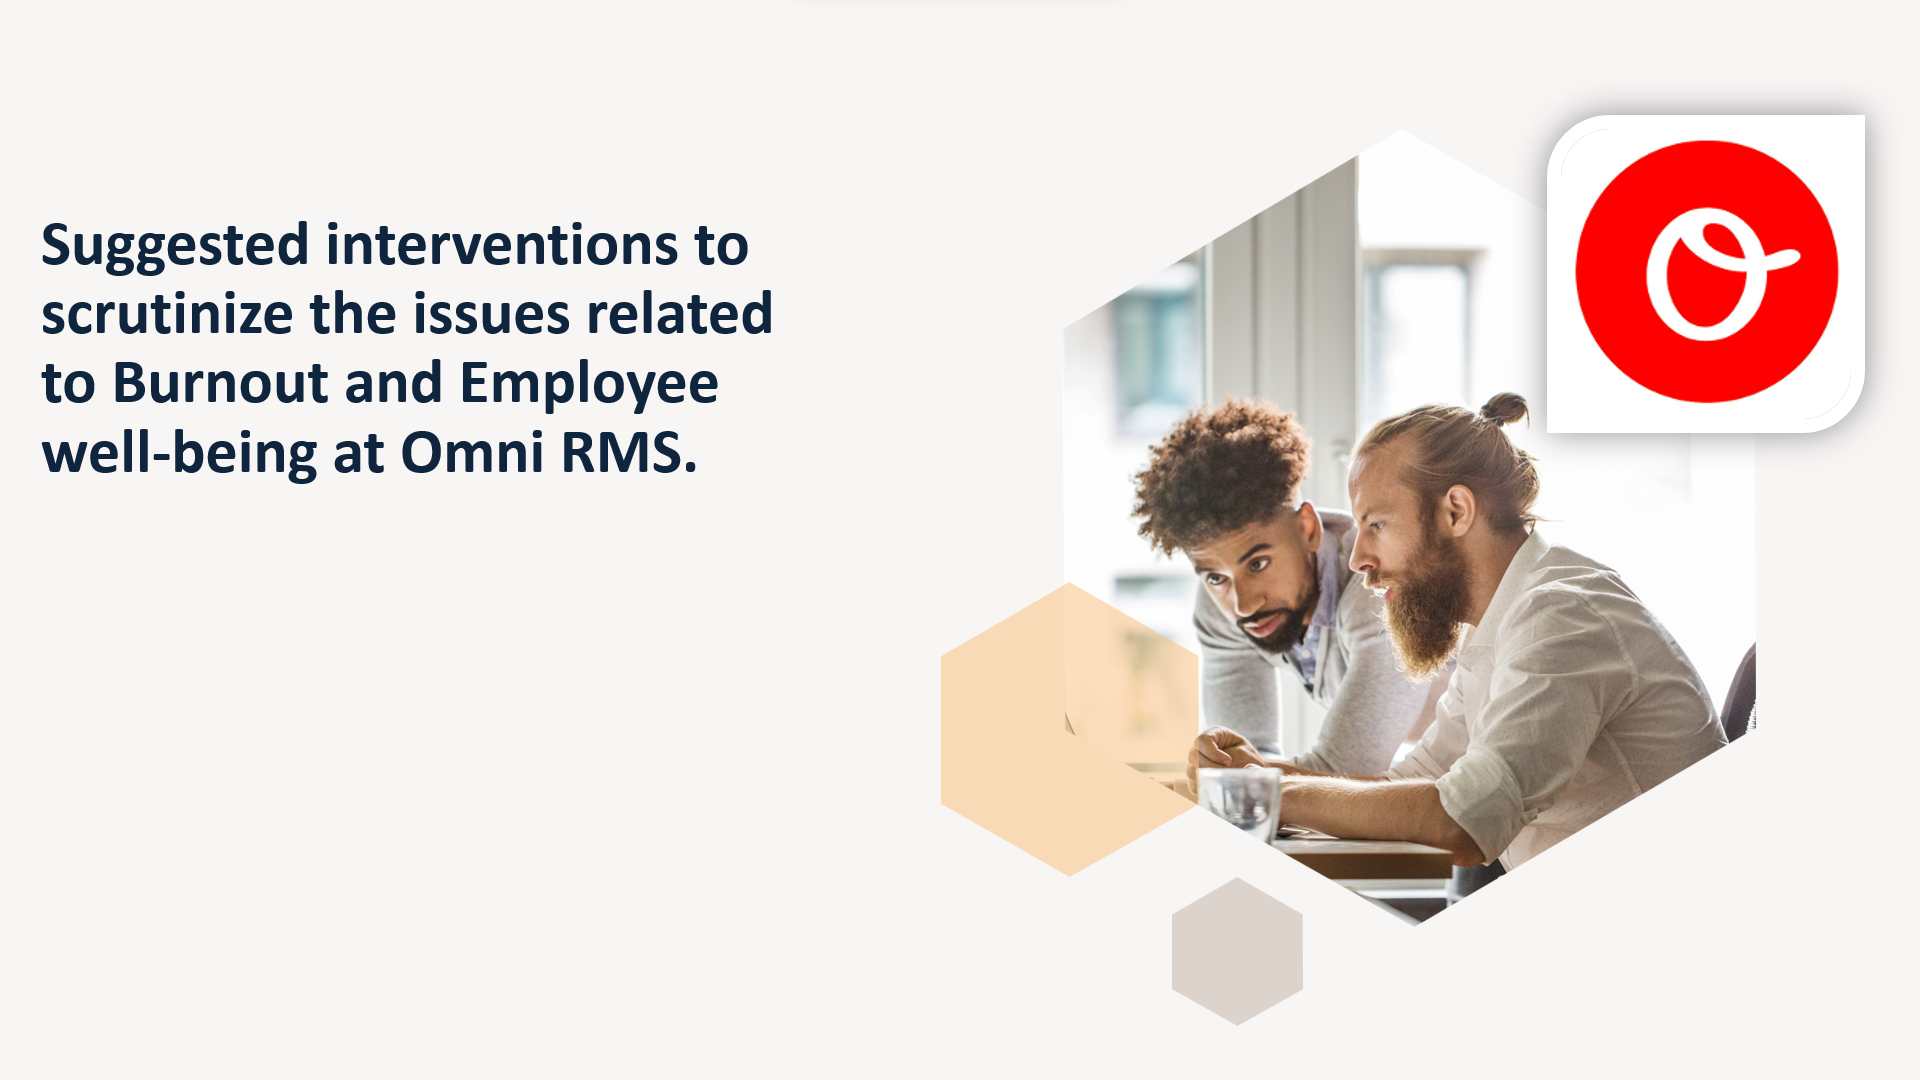 Suggested interventions to
scrutinize the issues related
to Burnout and Employee
well-being at Omni RMS.